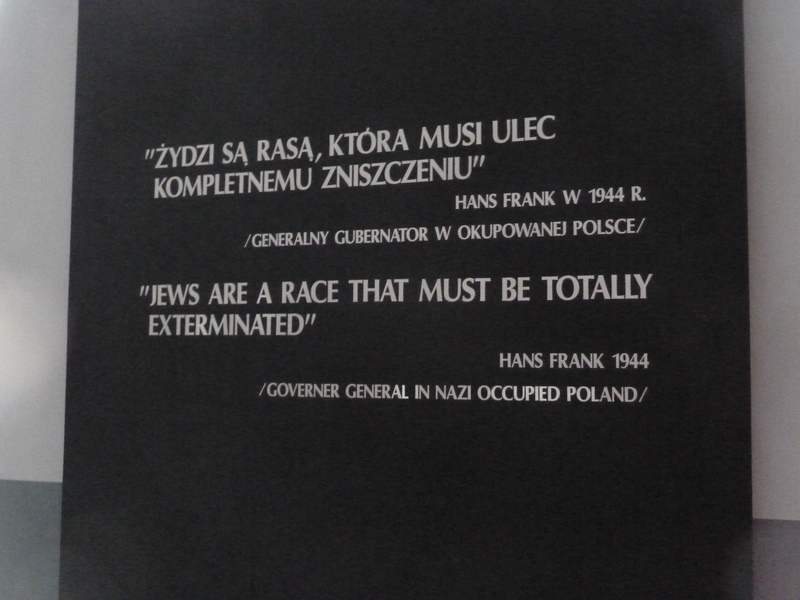 "ŻYDZI SĄ RASĄ, KTÓRA MUSI ULEC
KOMPLETNEMU ZNISZCZENIU"
HANS FRANK W 1944 R.
/GENERALNY GUBERNATOR W OKUPOWANEJ POLSCE/
"JEWS ARE A RACE THAT MUST BE TOTALLY
EXTERMINATED"
HANS FRANK 1944
/GOVERNER GENERAL IN NAZI OCCUPIED POLAND/